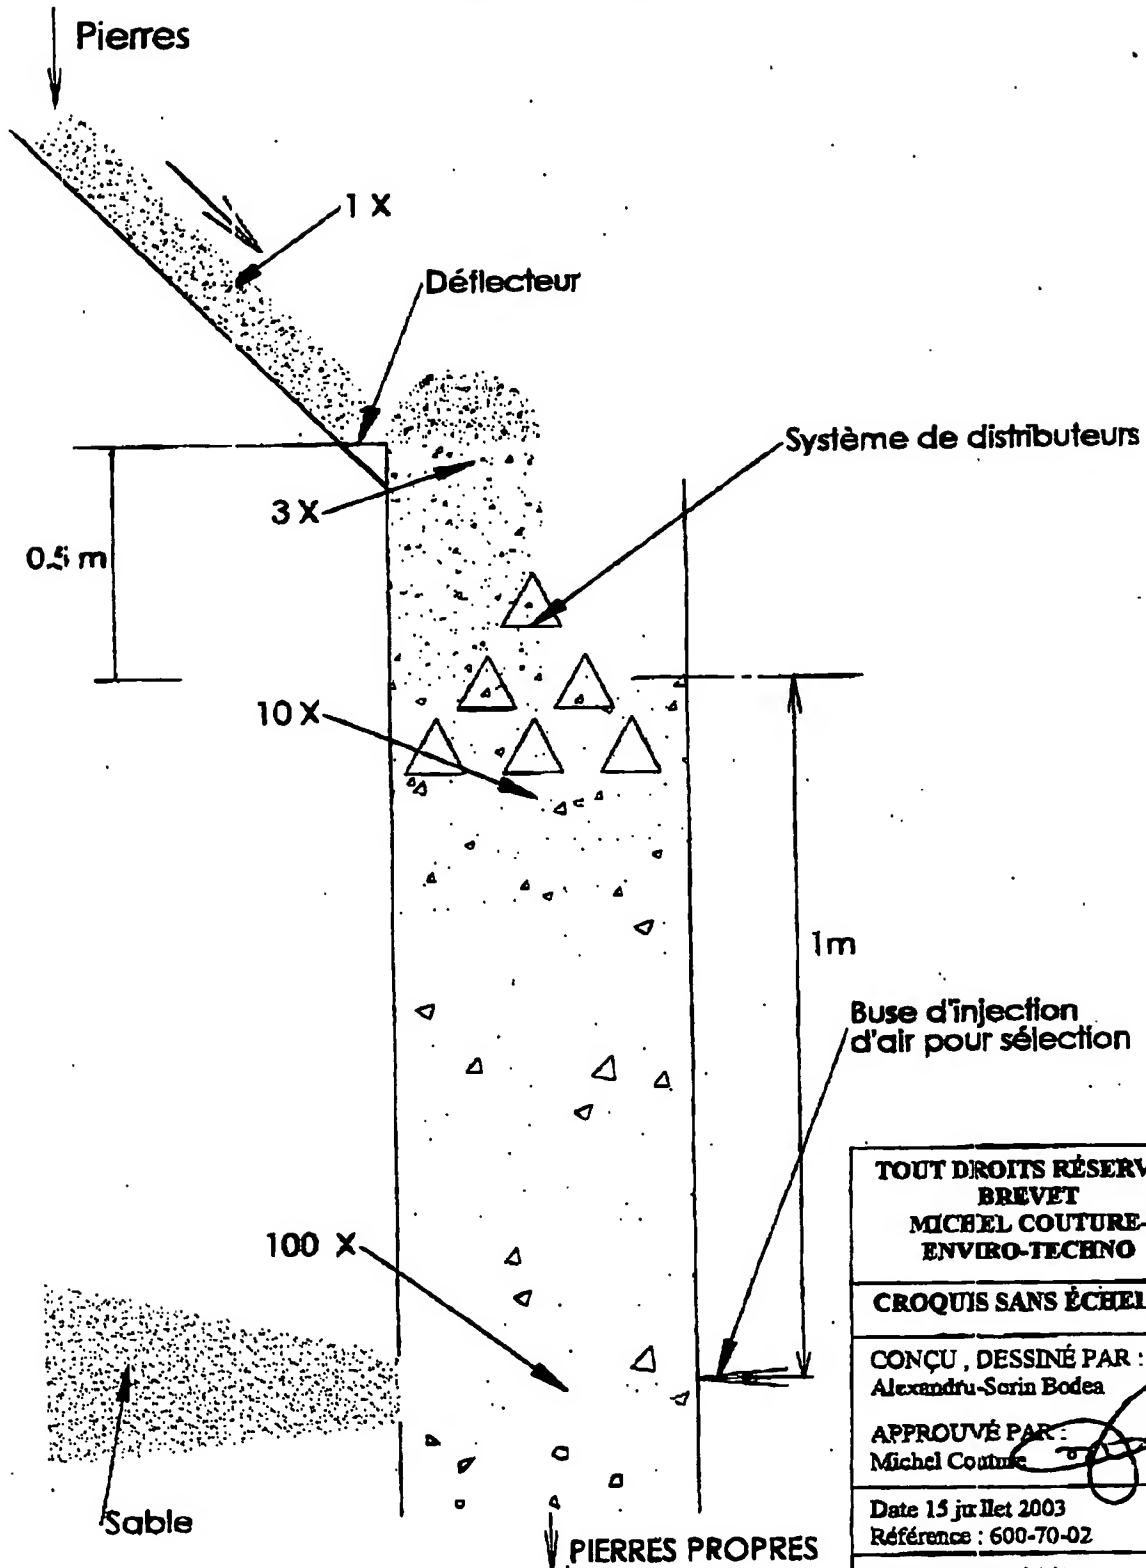 Pierres
1 X
Déflecteur
Système de distributeurs
3 X
0.5 m
10 X
1m
Buse d'injection
d'air pour sélection
100 X
Sable
PIERRES PROPRES
TOUT DROITS RÉSERV
BREVET
MICHEL COUTURE-
ENVIRO-TECHNO
CROQUIS SANS ÉCHEL
CONÇU , DESSINÉ PAR :
Alexandru-Sorin Bodea
APPROUVÉ PAR :
Michel Couture
Date 15 juillet 2003
Référence : 600-70-02